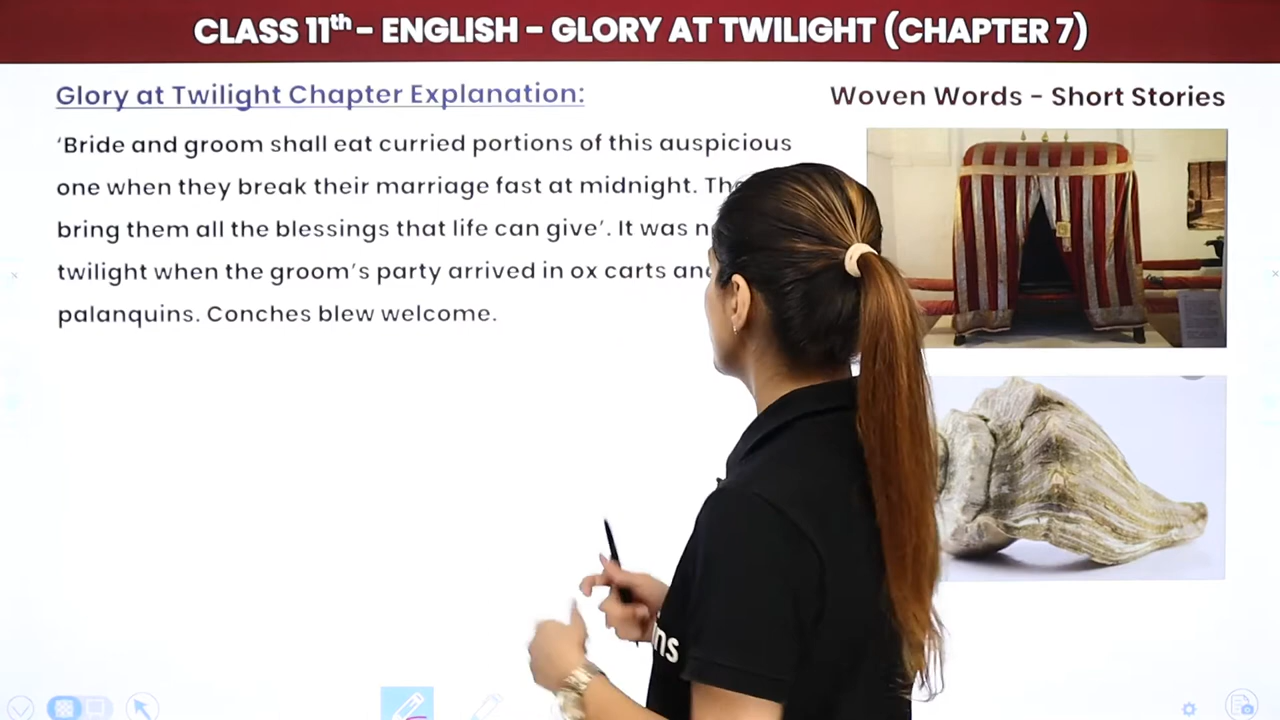 CLASS 11th - ENGLISH - GLORY AT TWILIGHT (CHAPTER 7)
Glory at Twilight Chapter Explanation:
Woven Words - Short Stories
‘Bride and groom shall eat curried portions of this auspicious
one when they break their marriage fast at midnight.
bring them all the blessings that life can give’. It was
twilight when the groom’s party arrived in ox carts
palanquins. Conches blew welcome.